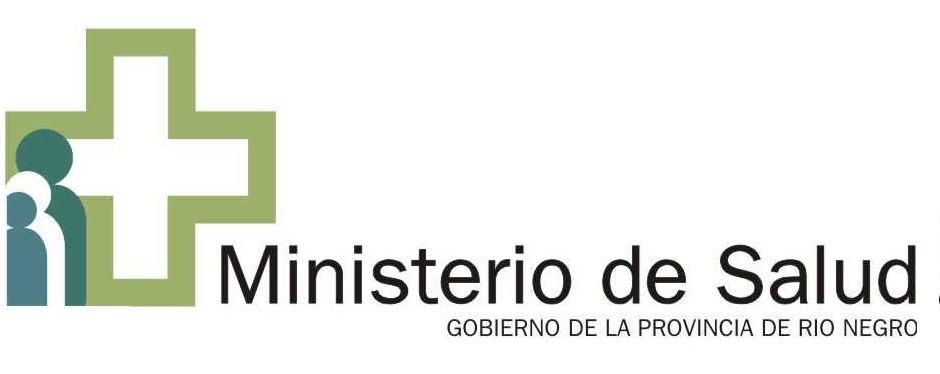 Ministerio de Salud
GOBIERNO DE LA PROVINCIA DE RIO NEGRO